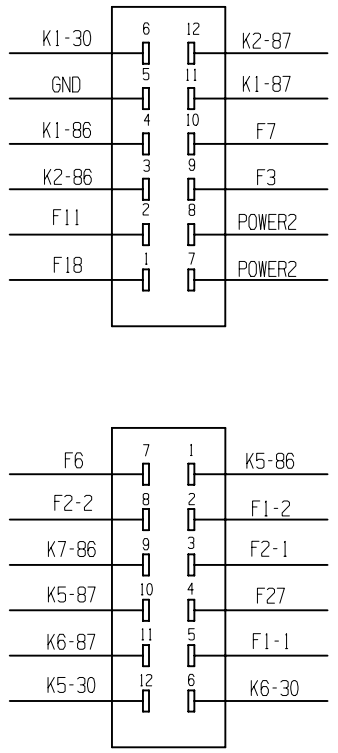 K1-30 6 12 K2-87
GND 5 11 K1-87
K1-86 4 10 F7
K2-86 3 9 F3
F11 2 8 POWER2
F18 1 7 POWER2
F6 7 1 K5-86
F2-2 8 2 F1-2
K7-86 9 3 F2-1
K5-87 10 4 F27
K6-87 11 5 F1-1
K5-30 12 6 K6-30